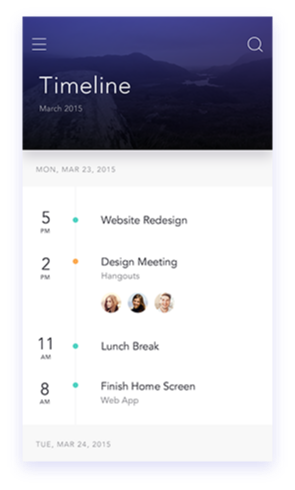 Timeline
March 2015
MON, MAR 23, 2015
5 Website Redesign
PM
2 Design Meeting
PM Hangouts
11 Lunch Break
AM
8 Finish Home Screen
AM Web App
TUE, MAR 24, 2015